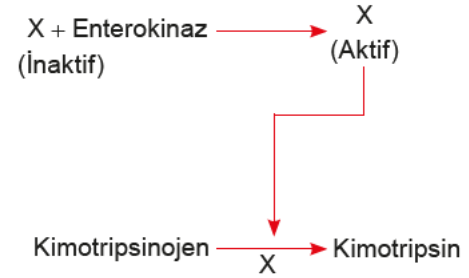 X + Enterokinaz X
(İnaktif) (Aktif)
Kimotripsinojen X Kimotripsin